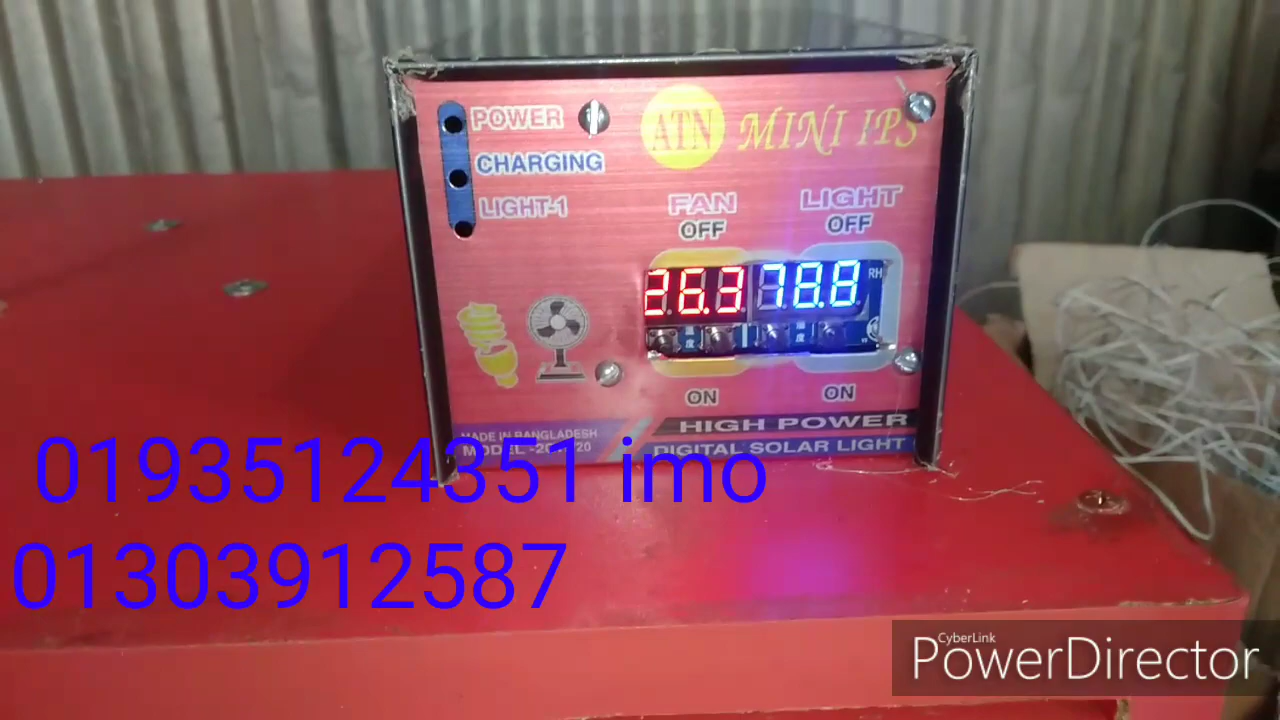 POWER
CHARGING
LIGHT-1
ATN MINI IPS
FAN LIGHT
OFF OFF
26.3 78.8 RH
ON ON
MADE IN BANGLADESH
HIGH POWER
DIGITAL SOLAR LIGHT
MODEL
01935124351 imo
01303912587
CyberLink
PowerDirector